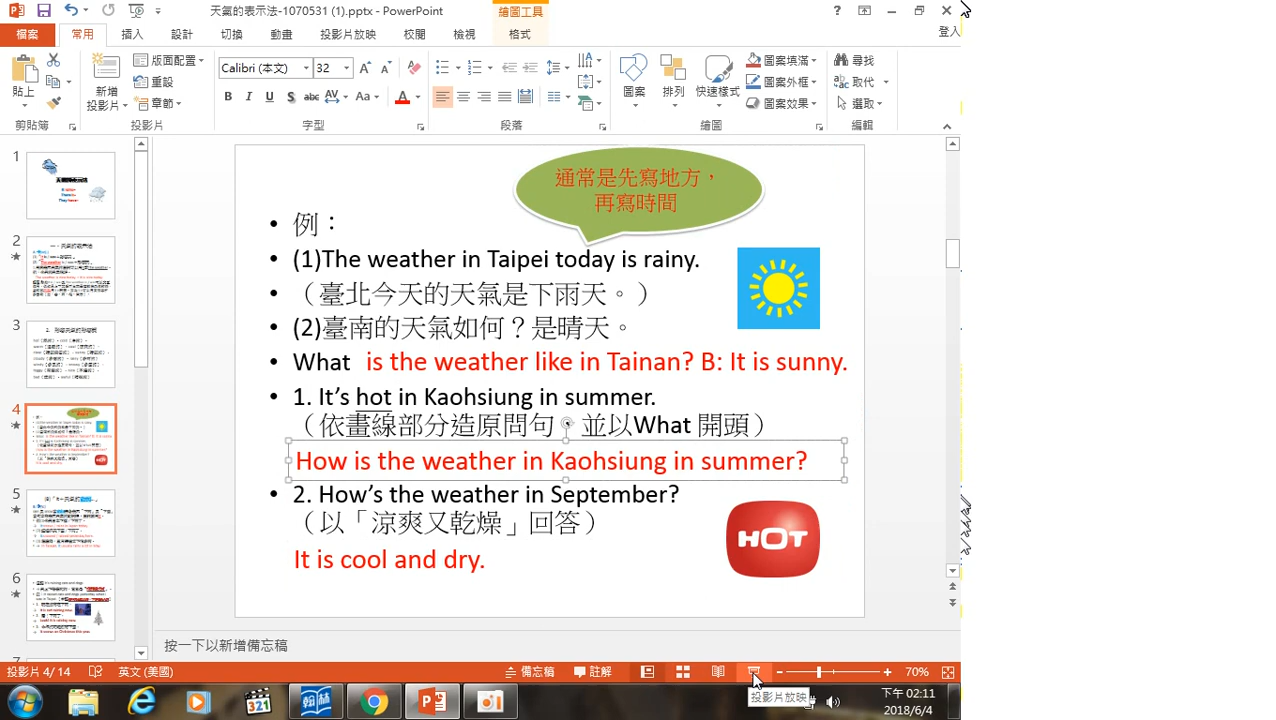 天氣的表示法-1070531 (1).pptx - PowerPoint
繪圖工具
檔案 常用 插入 設計 切換 動畫 投影片放映 校閱 檢視 格式 登入
貼上
新增
投影片
版面配置
重設
章節
Calibri (本文) 32
B I U S abc AV Aa A
圖案
排列
快速樣式
圖案填滿
圖案外框
圖案效果
尋找
取代
選取
剪貼簿 投影片 字型 段落 繪圖 編輯
1
2
3
4
5
6
通常是先寫地方，
再寫時間
• 例：
• (1)The weather in Taipei today is rainy.
• （臺北今天的天氣是下雨天。）
• (2)臺南的天氣如何？是晴天。
• What is the weather like in Tainan? B: It is sunny.
• 1. It’s hot in Kaohsiung in summer.
（依畫線部分造原問句，並以What 開頭）
How is the weather in Kaohsiung in summer?
• 2. How’s the weather in September?
（以「涼爽又乾燥」回答）
It is cool and dry.
HOT
按一下以新增備忘稿
投影片 4/14 英文 (美國) 備忘稿 註解 70%
投影片放映
321
翰林
下午 02:11
2018/6/4